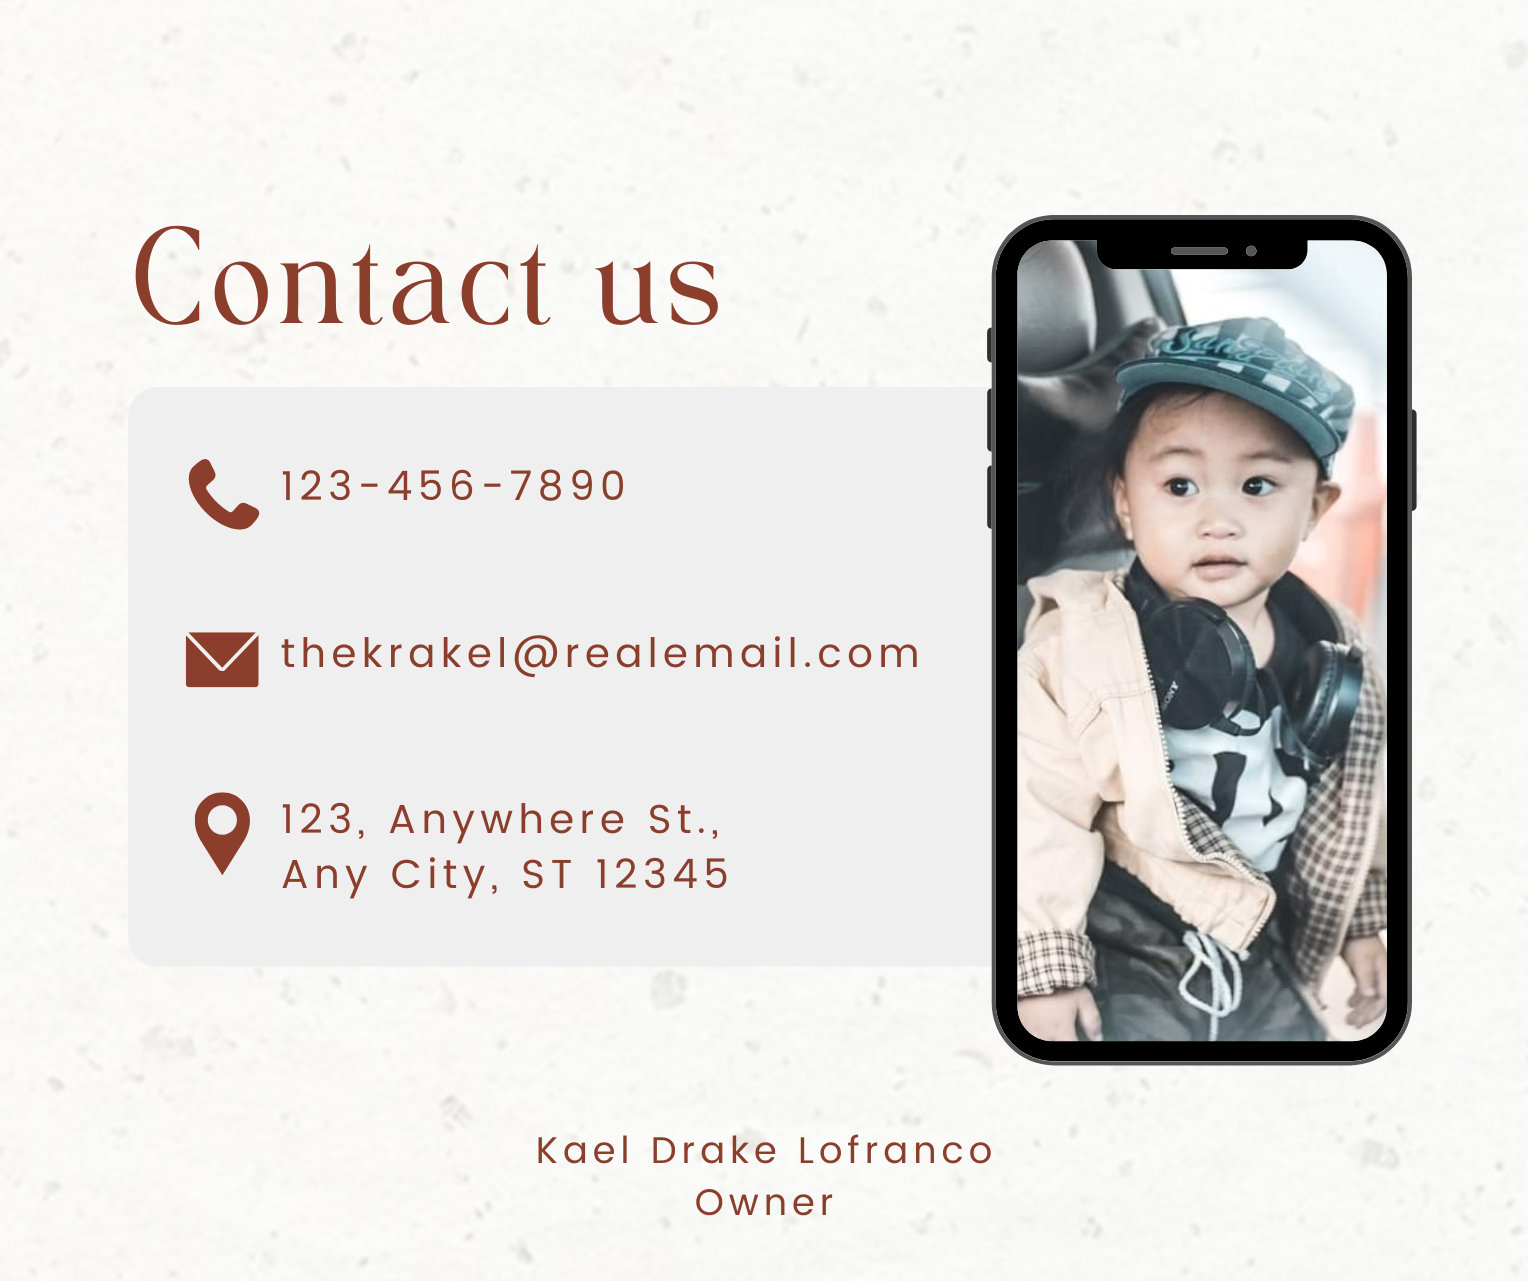 Contact us
123-456-7890
thekrakel@realemail.com
123, Anywhere St.,
Any City, ST 12345
SONY
Kael Drake Lofranco
Owner